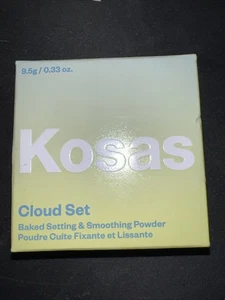 9.5g / 0.33 oz.
Kosas
Cloud Set
Baked Setting & Smoothing Powder
Poudre Cuite Fixante et Lissante